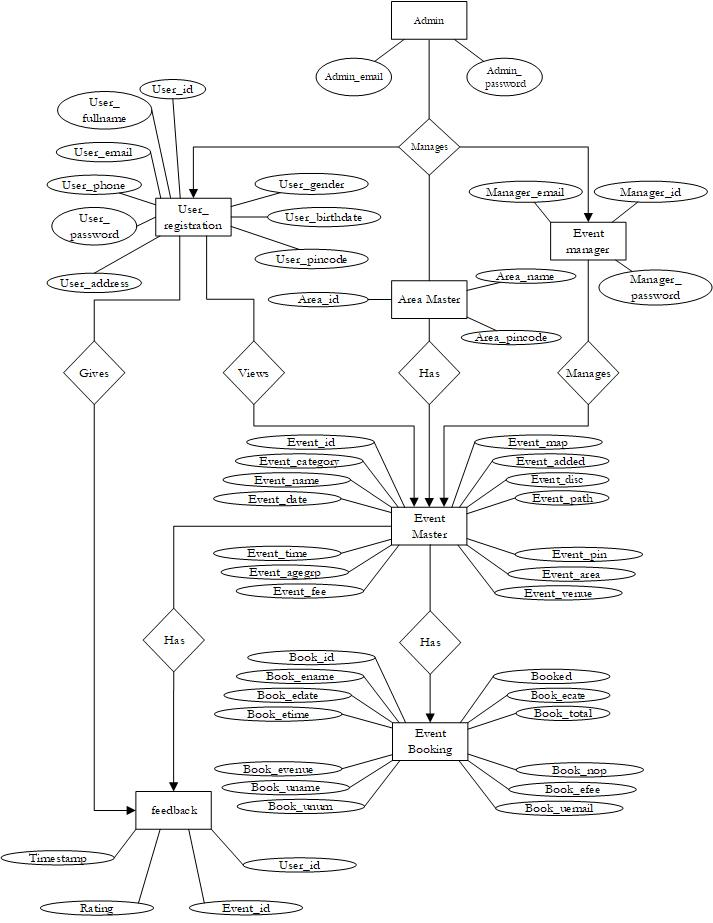 Admin
Admin_email
Admin_
password
User_id
User_
fullname
Manages
User_email
User_phone
User_gender
Manager_email
Manager_id
User_
password
User_
registration
User_birthdate
Event
manager
User_pincode
User_address
Area_name
Manager_
password
Area_id
Area Master
Area_pincode
Gives
Views
Has
Manages
Event_id
Event_map
Event_category
Event_added
Event_name
Event_disc
Event_date
Event_path
Event
Master
Event_time
Event_pin
Event_agegrp
Event_area
Event_fee
Event_venue
Has
Has
Book_id
Book_ename
Booked
Book_edate
Book_ecate
Book_etime
Book_total
Event
Booking
Book_evenue
Book_nop
Book_uname
Book_efee
Book_unum
Book_uemail
feedback
Timestamp
User_id
Rating
Event_id